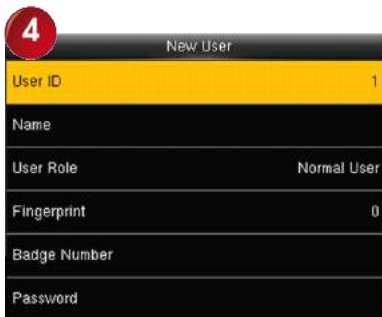 4
New User
User ID 1
Name
User Role Normal User
Fingerprint 0
Badge Number
Password